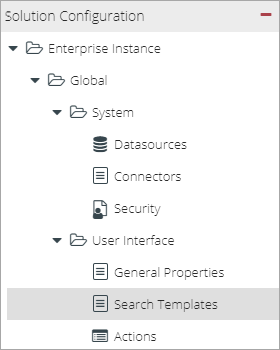 Solution Configuration
Enterprise Instance
Global
System
Datasources
Connectors
Security
User Interface
General Properties
Search Templates
Actions